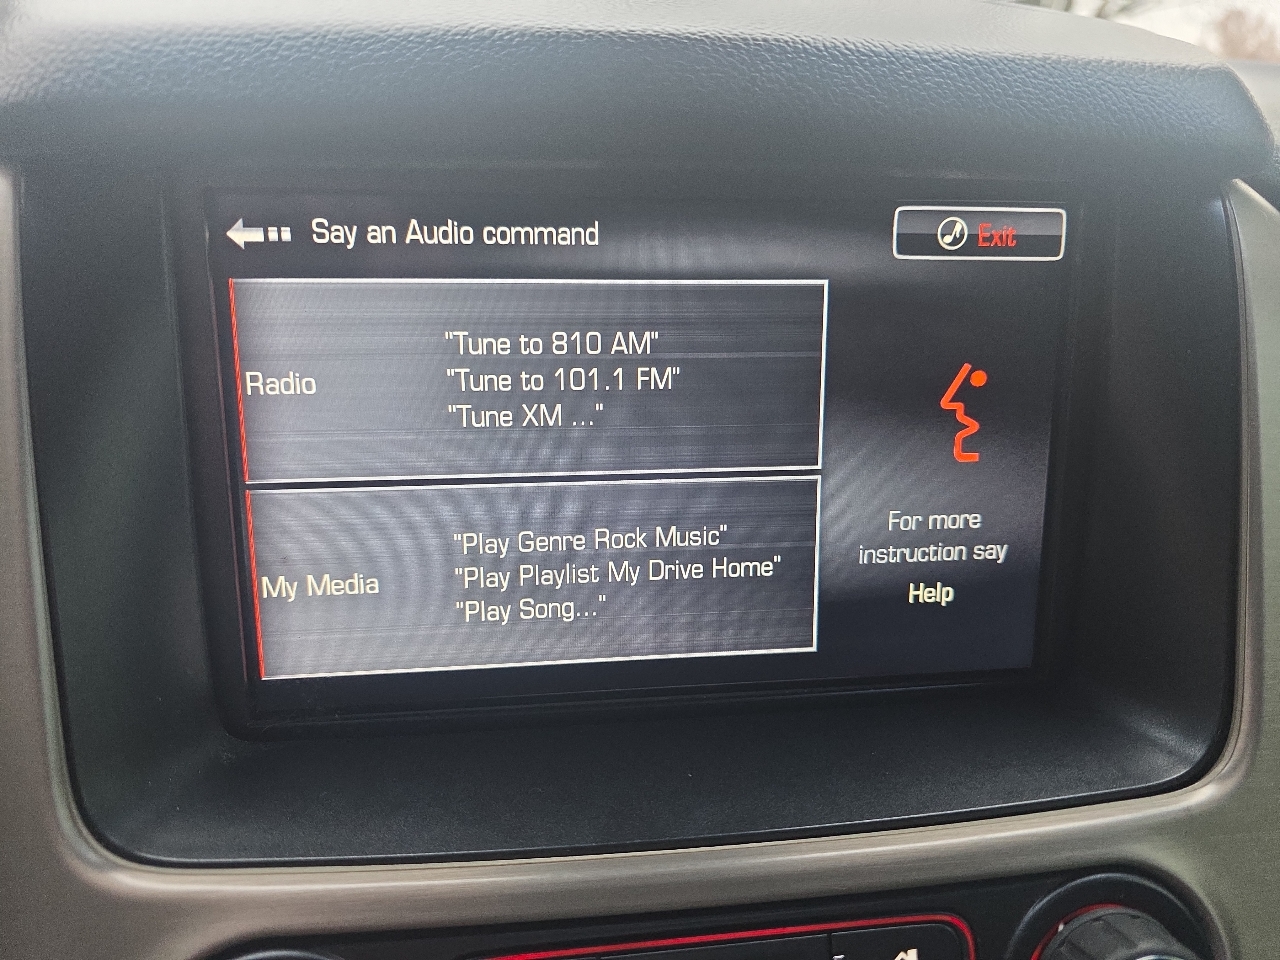 Say an Audio command
Exit
Radio
"Tune to 810 AM"
"Tune to 101.1 FM"
"Tune XM ..."
My Media
"Play Genre Rock Music"
"Play Playlist My Drive Home"
"Play Song..."
For more
instruction say
Help